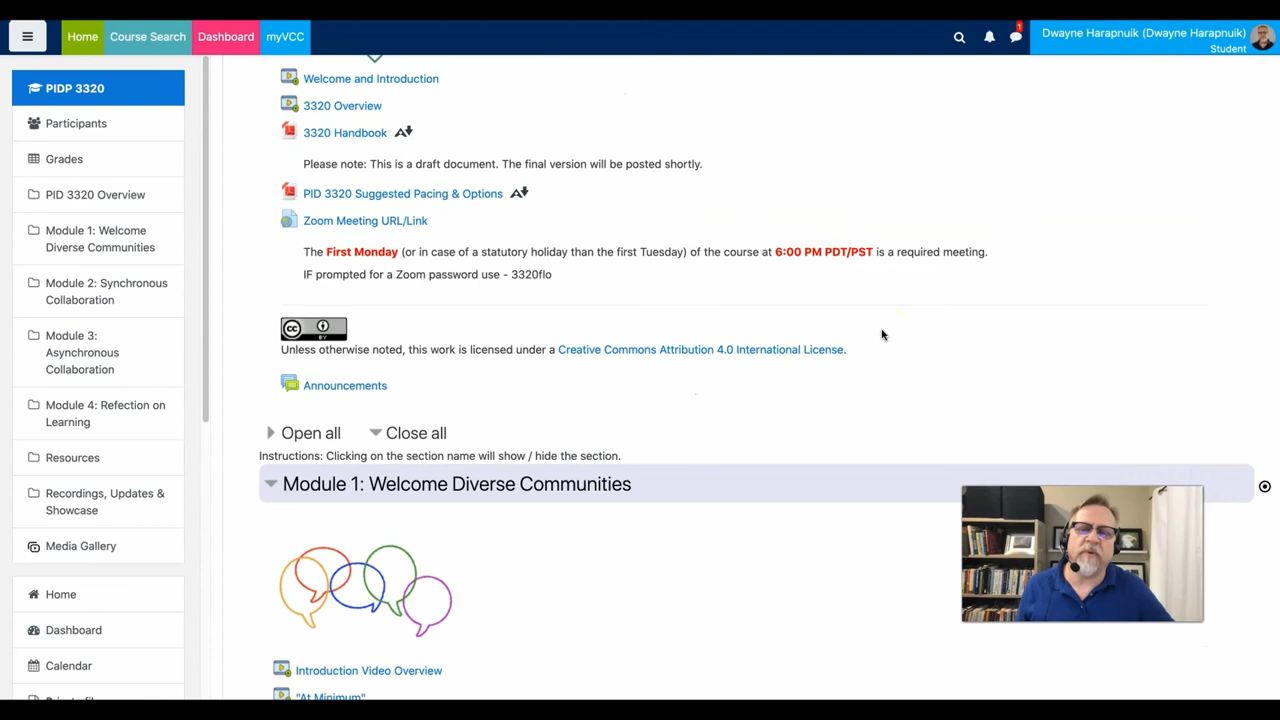 Home Course Search Dashboard myVCC
1
Dwayne Harapnuik (Dwayne Harapnuik)
Student
PIDP 3320
Participants
Grades
PID 3320 Overview
Module 1: Welcome
Diverse Communities
Module 2: Synchronous
Collaboration
Module 3:
Asynchronous
Collaboration
Module 4: Refection on
Learning
Resources
Recordings, Updates &
Showcase
Media Gallery
Home
Dashboard
Calendar
Welcome and Introduction
3320 Overview
3320 Handbook
Please note: This is a draft document. The final version will be posted shortly.
PID 3320 Suggested Pacing & Options
Zoom Meeting URL/Link
The First Monday (or in case of a statutory holiday than the first Tuesday) of the course at 6:00 PM PDT/PST is a required meeting.
IF prompted for a Zoom password use - 3320flo
CC BY
Unless otherwise noted, this work is licensed under a Creative Commons Attribution 4.0 International License.
Announcements
Open all Close all
Instructions: Clicking on the section name will show / hide the section.
Module 1: Welcome Diverse Communities
Introduction Video Overview
"At Minimum"